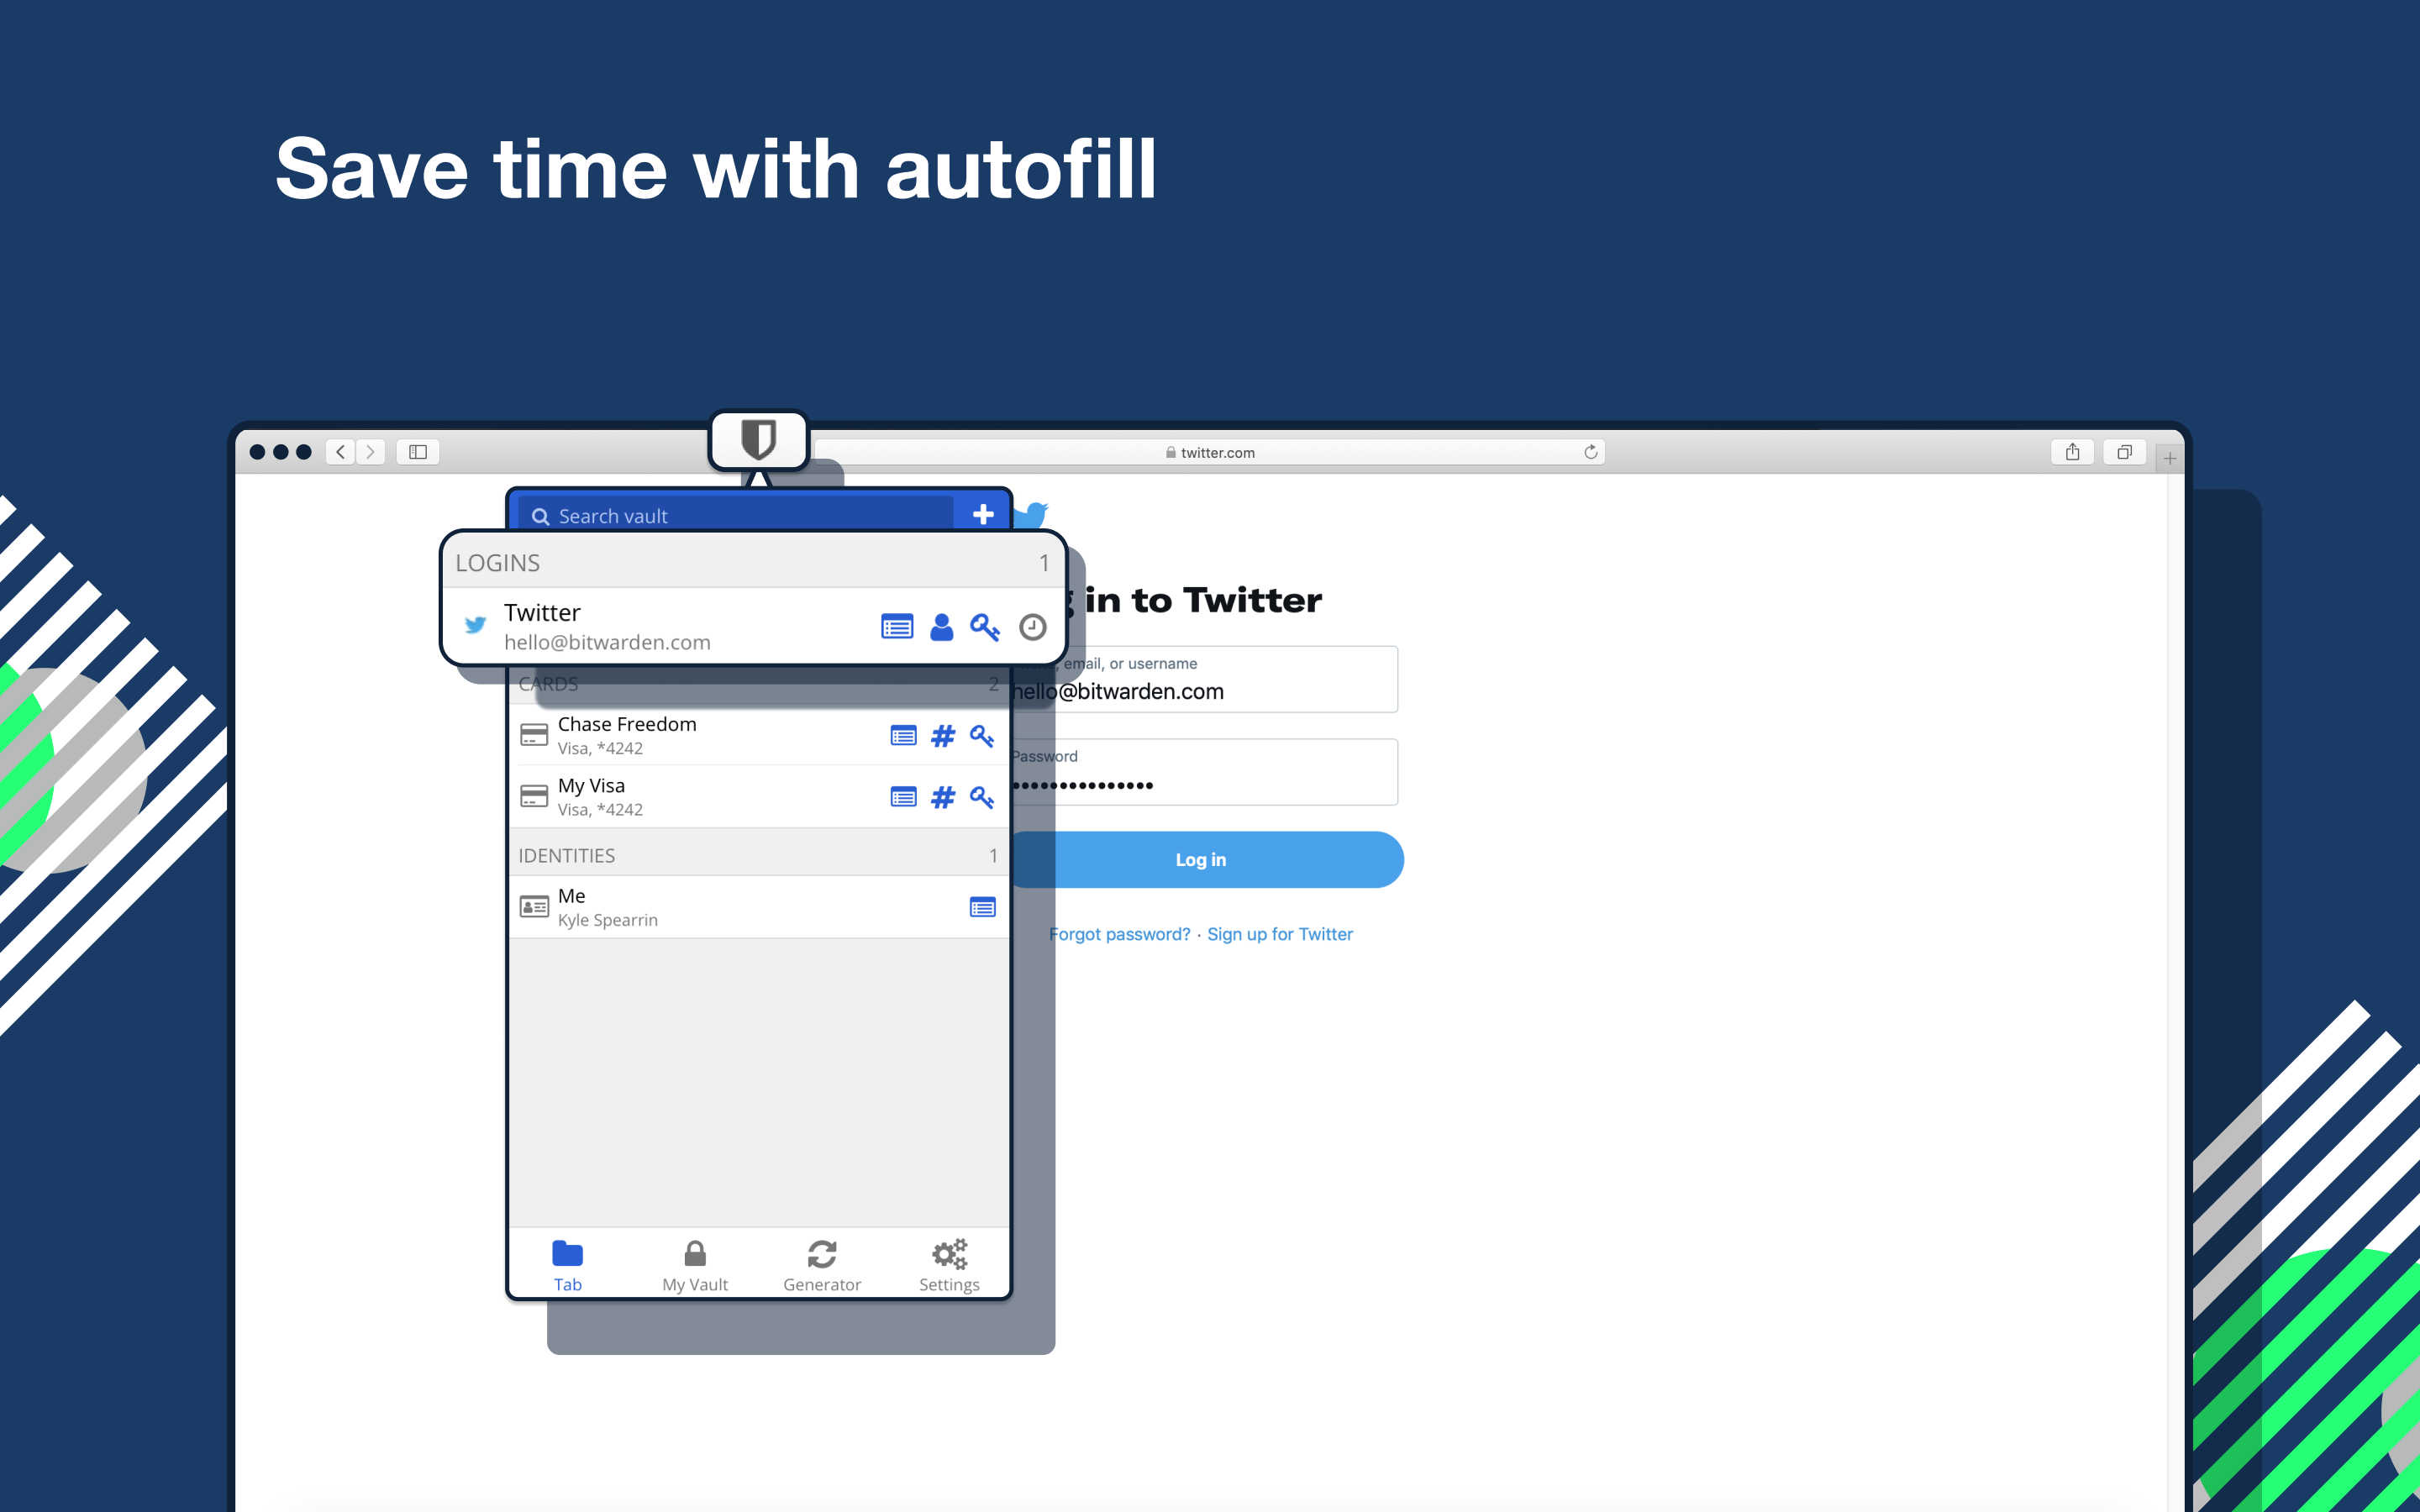 Save time with autofill
twitter.com
Search vault
LOGINS 1
Twitter
hello@bitwarden.com
CARDS 2
Chase Freedom
Visa, *4242
My Visa
Visa, *4242
IDENTITIES 1
Me
Kyle Spearrin
Tab My Vault Generator Settings
in to Twitter
email, or username
hello@bitwarden.com
Password
Log in
Forgot password? · Sign up for Twitter